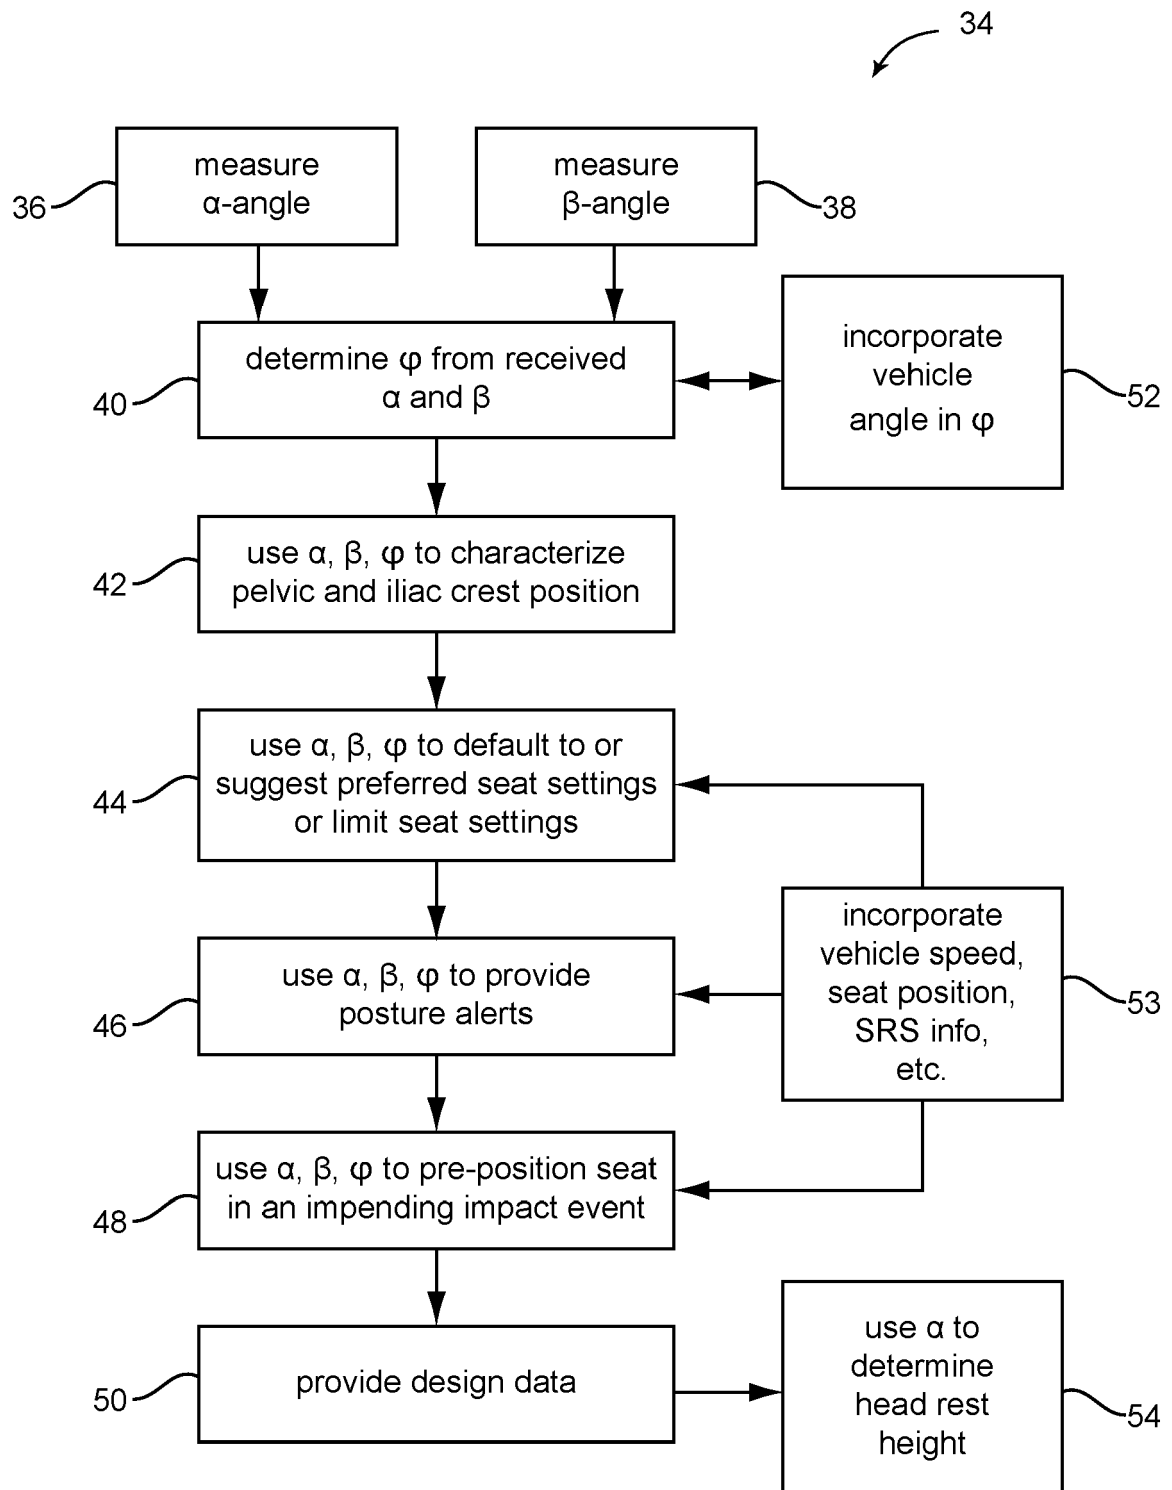 34
measure
α-angle
36
measure
β-angle
38
determine φ from received
α and β
40
incorporate
vehicle
angle in φ
52
use α, β, φ to characterize
pelvic and iliac crest position
42
use α, β, φ to default to or
suggest preferred seat settings
or limit seat settings
44
incorporate
vehicle speed,
seat position,
SRS info,
etc.
53
use α, β, φ to provide
posture alerts
46
use α, β, φ to pre-position seat
in an impending impact event
48
provide design data
50
use α to
determine
head rest
height
54